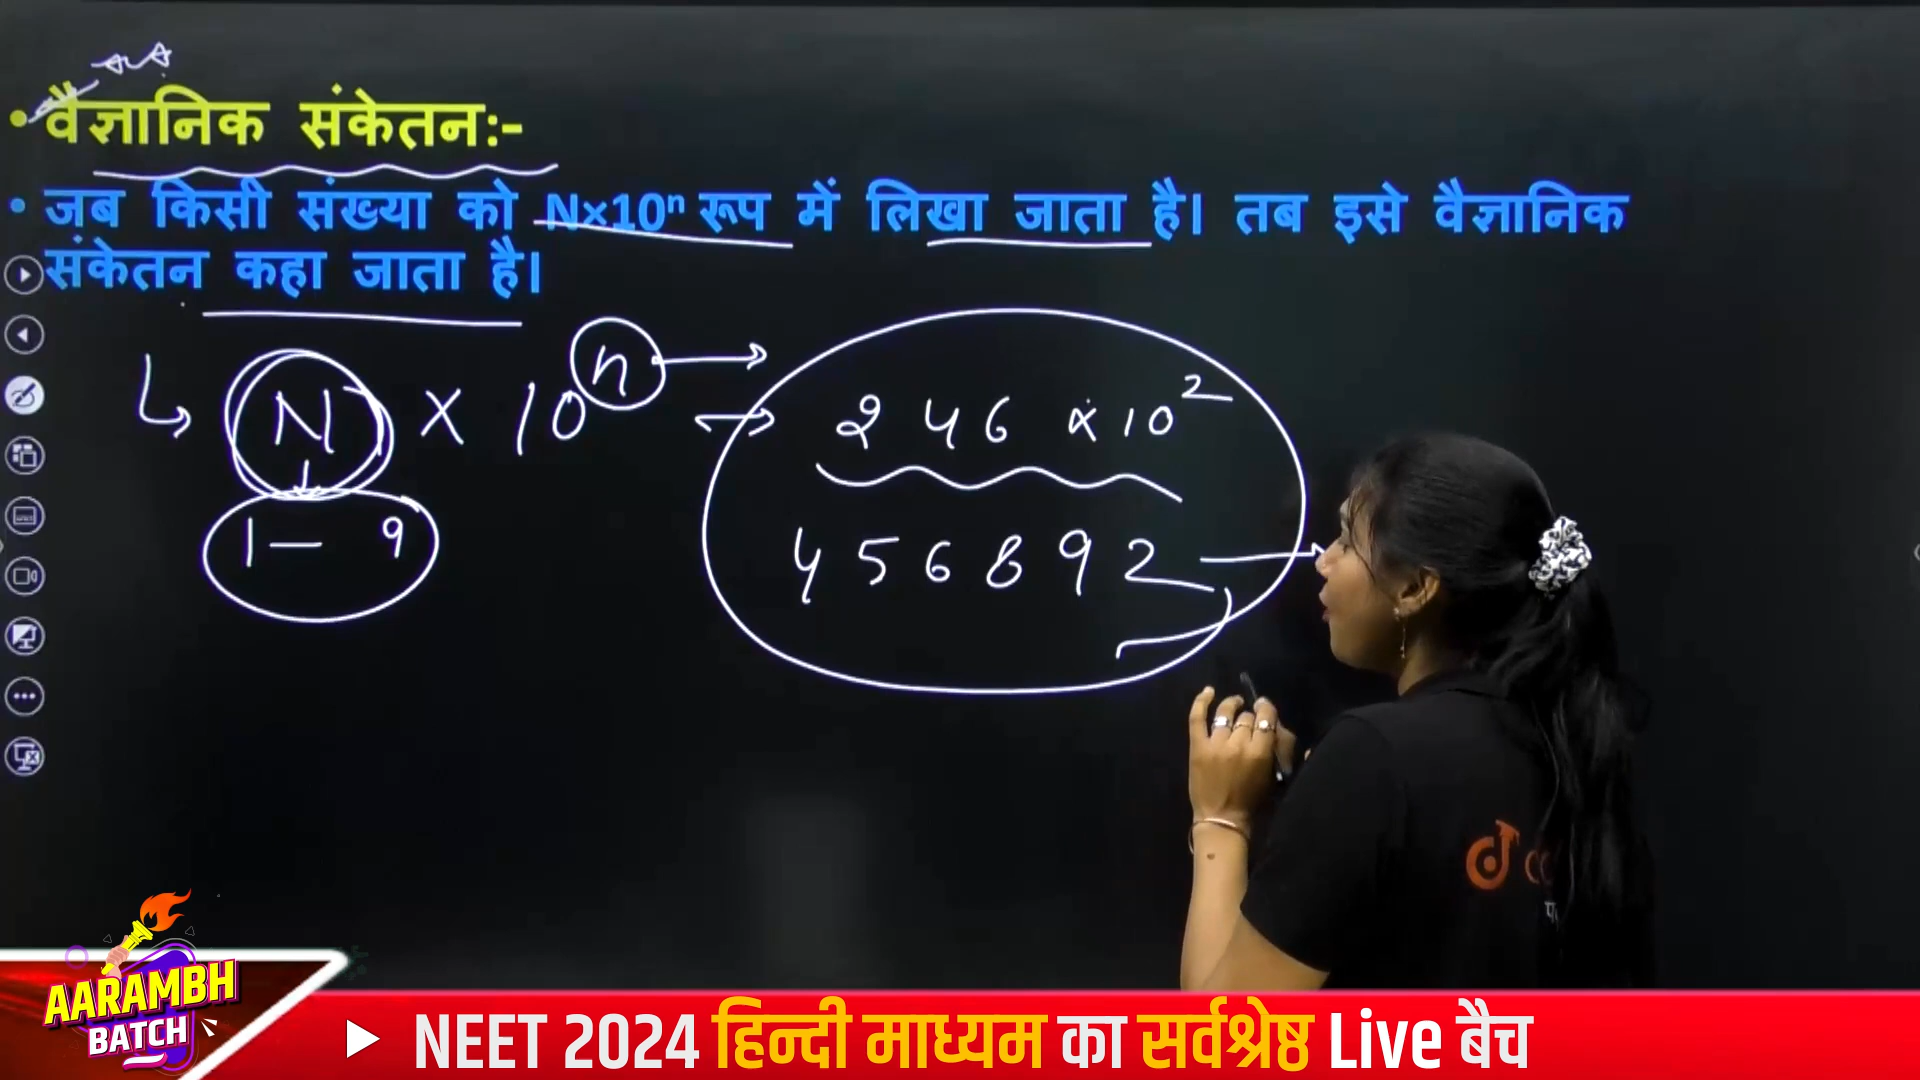 • वैज्ञानिक संकेतन:-
• जब किसी संख्या को N×10ⁿ रूप में लिखा जाता है। तब इसे वैज्ञानिक
संकेतन कहा जाता है।
N × 10ⁿ
1 — 9
246 × 10²
456892
AARAMBH
BATCH
NEET 2024 हिन्दी माध्यम का सर्वश्रेष्ठ Live बैच